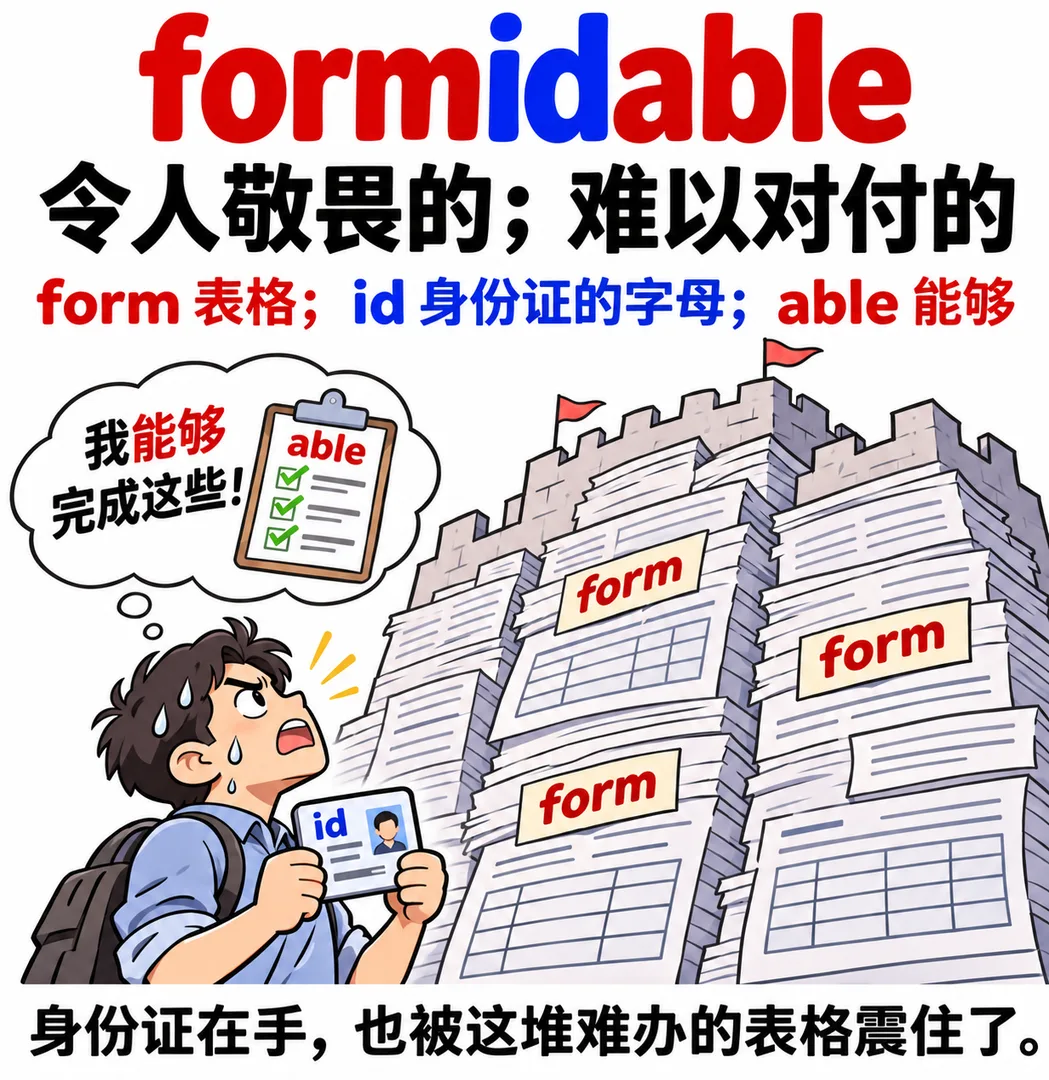 formidable
令人敬畏的；难以对付的
form 表格；id 身份证的字母；able 能够
我能够
完成这些！
able
form
form
form
id
身份证在手，也被这堆难办的表格震住了。